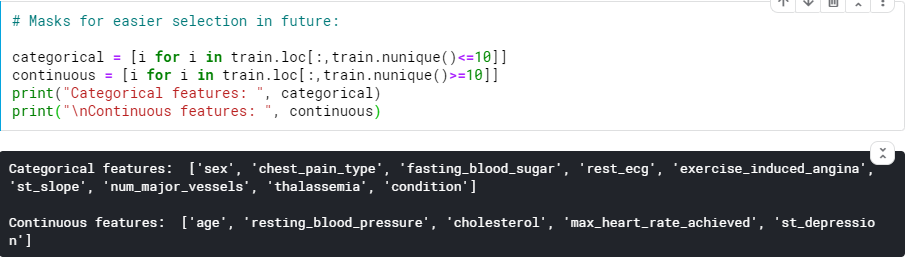 # Masks for easier selection in future:
categorical = [i for i in train.loc[:,train.nunique()<=10]]
continuous = [i for i in train.loc[:,train.nunique()>=10]]
print("Categorical features: ", categorical)
print("\nContinuous features: ", continuous)
Categorical features:  ['sex', 'chest_pain_type', 'fasting_blood_sugar', 'rest_ecg', 'exercise_induced_angina',
'st_slope', 'num_major_vessels', 'thalassemia', 'condition']
Continuous features:  ['age', 'resting_blood_pressure', 'cholesterol', 'max_heart_rate_achieved', 'st_depressio
n']